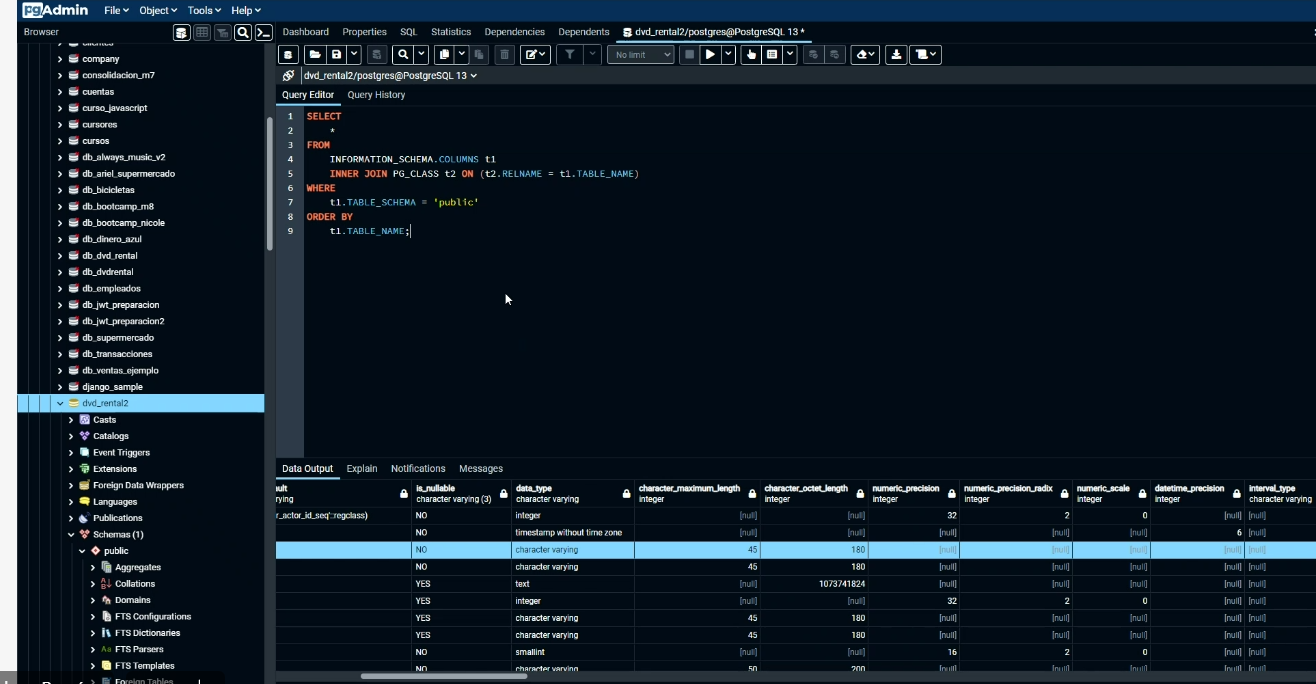 pgAdmin File Object Tools Help
Browser
Dashboard Properties SQL Statistics Dependencies Dependents dvd_rental2/postgres@PostgreSQL 13 *
No limit
dvd_rental2/postgres@PostgreSQL 13
Query Editor Query History
clientes
company
consolidacion_m7
cuentas
curso_javascript
cursores
cursos
db_always_music_v2
db_ariel_supermercado
db_bicicletas
db_bootcamp_m8
db_bootcamp_nicole
db_dinero_azul
db_dvd_rental
db_dvdrental
db_empleados
db_jwt_preparacion
db_jwt_preparacion2
db_supermercado
db_transacciones
db_ventas_ejemplo
django_sample
dvd_rental2
Casts
Catalogs
Event Triggers
Extensions
Foreign Data Wrappers
Languages
Publications
Schemas (1)
public
Aggregates
Collations
Domains
FTS Configurations
FTS Dictionaries
FTS Parsers
FTS Templates
Foreign Tables
1 SELECT
2 *
3 FROM
4 INFORMATION_SCHEMA.COLUMNS t1
5 INNER JOIN PG_CLASS t2 ON (t2.RELNAME = t1.TABLE_NAME)
6 WHERE
7 t1.TABLE_SCHEMA = 'public'
8 ORDER BY
9 t1.TABLE_NAME;
Data Output Explain Notifications Messages
ult is_nullable data_type character_maximum_length character_octet_length numeric_precision numeric_precision_radix numeric_scale datetime_precision interval_type
rying character varying (3) character varying integer integer integer integer integer integer character varying
r_actor_id_seq'::regclass) NO integer [null] [null] 32 2 0 [null] [null]
NO timestamp without time zone [null] [null] [null] [null] [null] 6 [null]
NO character varying 45 180 [null] [null] [null] [null] [null]
NO character varying 45 180 [null] [null] [null] [null] [null]
YES text [null] 1073741824 [null] [null] [null] [null] [null]
YES integer [null] [null] 32 2 0 [null] [null]
YES character varying 45 180 [null] [null] [null] [null] [null]
YES character varying 45 180 [null] [null] [null] [null] [null]
NO smallint [null] [null] 16 2 0 [null] [null]
NO character varying 50 200 [null] [null] [null] [null] [null]